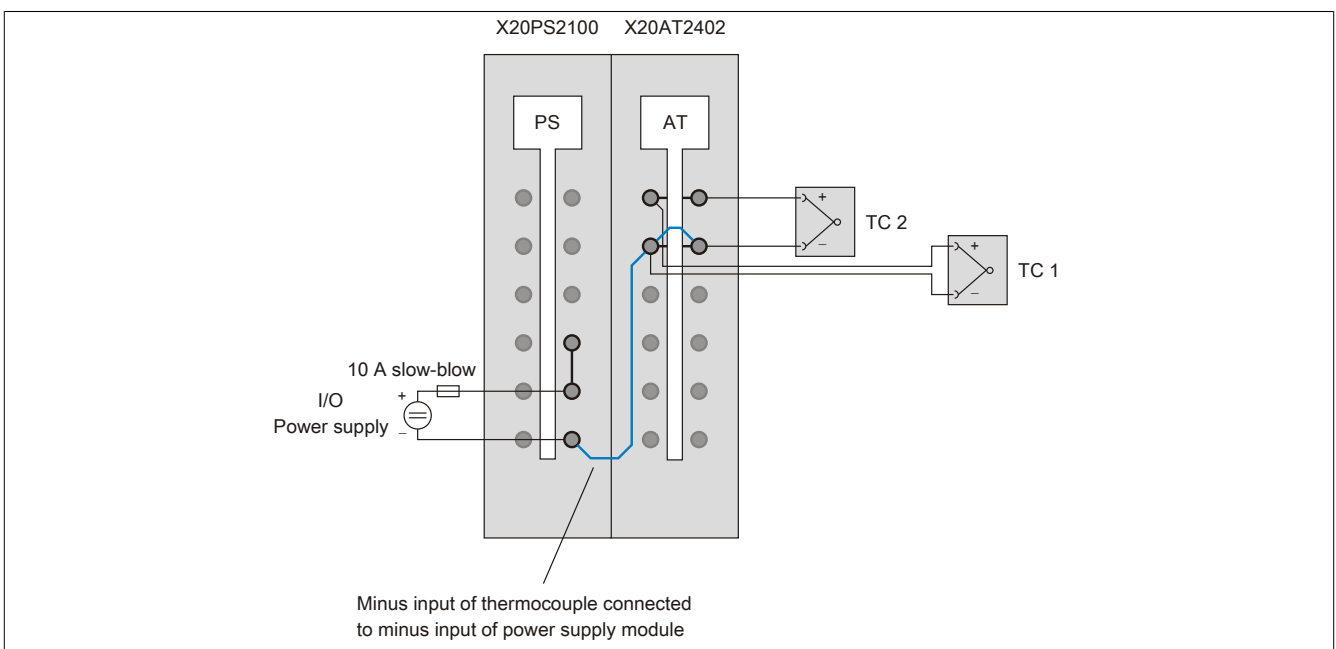 X20PS2100 X20AT2402
PS AT
+
−
TC 2
+
−
TC 1
10 A slow-blow
I/O
Power supply
+
−
Minus input of thermocouple connected
to minus input of power supply module